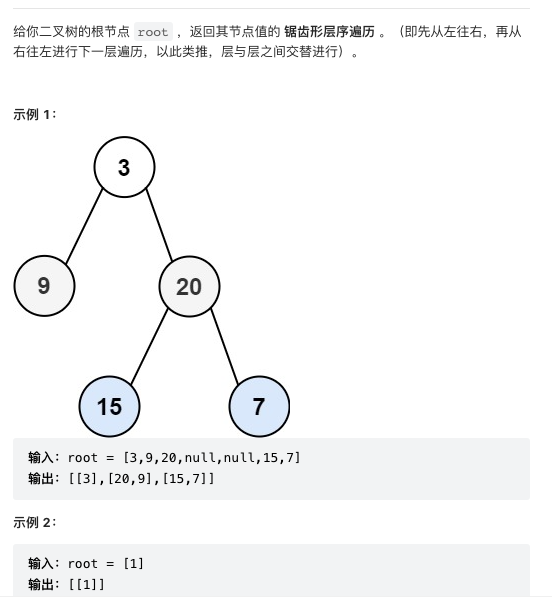 给你二叉树的根节点 root ，返回其节点值的 锯齿形层序遍历 。（即先从左往右，再从
右往左进行下一层遍历，以此类推，层与层之间交替进行）。
示例 1：
3
9
20
15
7
输入：root = [3,9,20,null,null,15,7]
输出：[[3],[20,9],[15,7]]
示例 2：
输入：root = [1]
输出：[[1]]